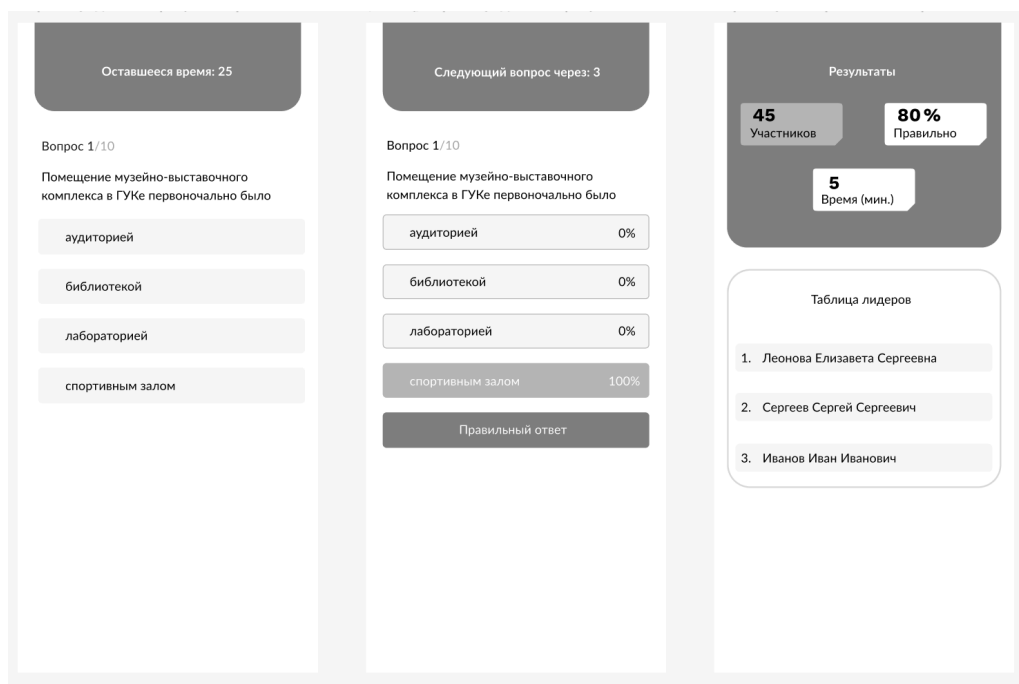 Оставшееся время: 25
Вопрос 1/10
Помещение музейно-выставочного
комплекса в ГУКе первоночально было
аудиторией
библиотекой
лабораторией
спортивным залом
Следующий вопрос через: 3
Вопрос 1/10
Помещение музейно-выставочного
комплекса в ГУКе первоночально было
аудиторией 0%
библиотекой 0%
лабораторией 0%
спортивным залом 100%
Правильный ответ
Результаты
45
Участников
80 %
Правильно
5
Время (мин.)
Таблица лидеров
1. Леонова Елизавета Сергеевна
2. Сергеев Сергей Сергеевич
3. Иванов Иван Иванович